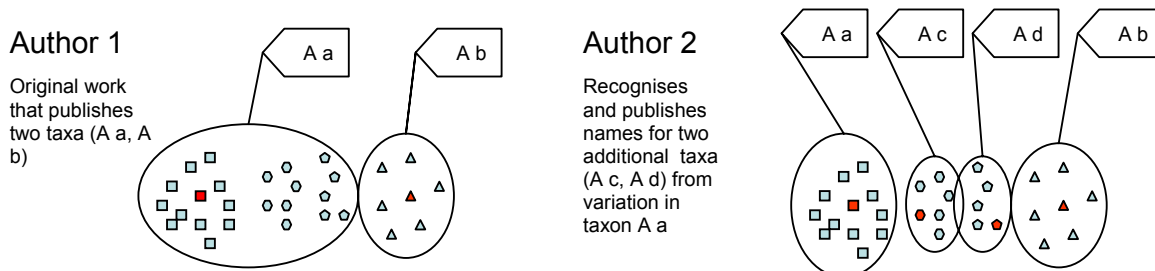 Author 1
Original work
that publishes
two taxa (A a, A
b)
A a
A b
Author 2
Recognises
and publishes
names for two
additional taxa
(A c, A d) from
variation in
taxon A a
A a
A c
A d
A b